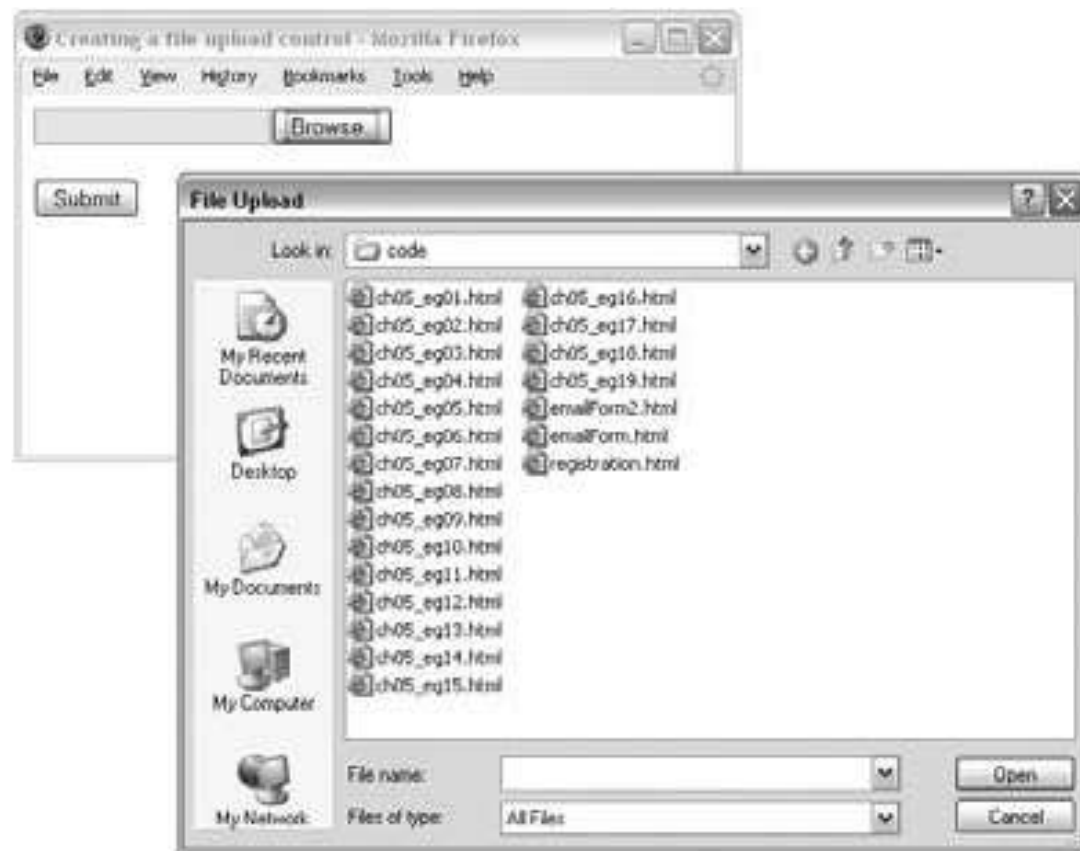 Creating a file upload control - Mozilla Firefox
File Edit View History Bookmarks Tools Help
Browse...
Submit
File Upload
Look in:
code
My Recent Documents
Desktop
My Documents
My Computer
My Network
ch05_eg01.html
ch05_eg02.html
ch05_eg03.html
ch05_eg04.html
ch05_eg05.html
ch05_eg06.html
ch05_eg07.html
ch05_eg08.html
ch05_eg09.html
ch05_eg10.html
ch05_eg11.html
ch05_eg12.html
ch05_eg13.html
ch05_eg14.html
ch05_eg15.html
ch05_eg16.html
ch05_eg17.html
ch05_eg18.html
ch05_eg19.html
emailForm2.html
emailForm.html
registration.html
File name:
Open
Files of type:
All Files
Cancel